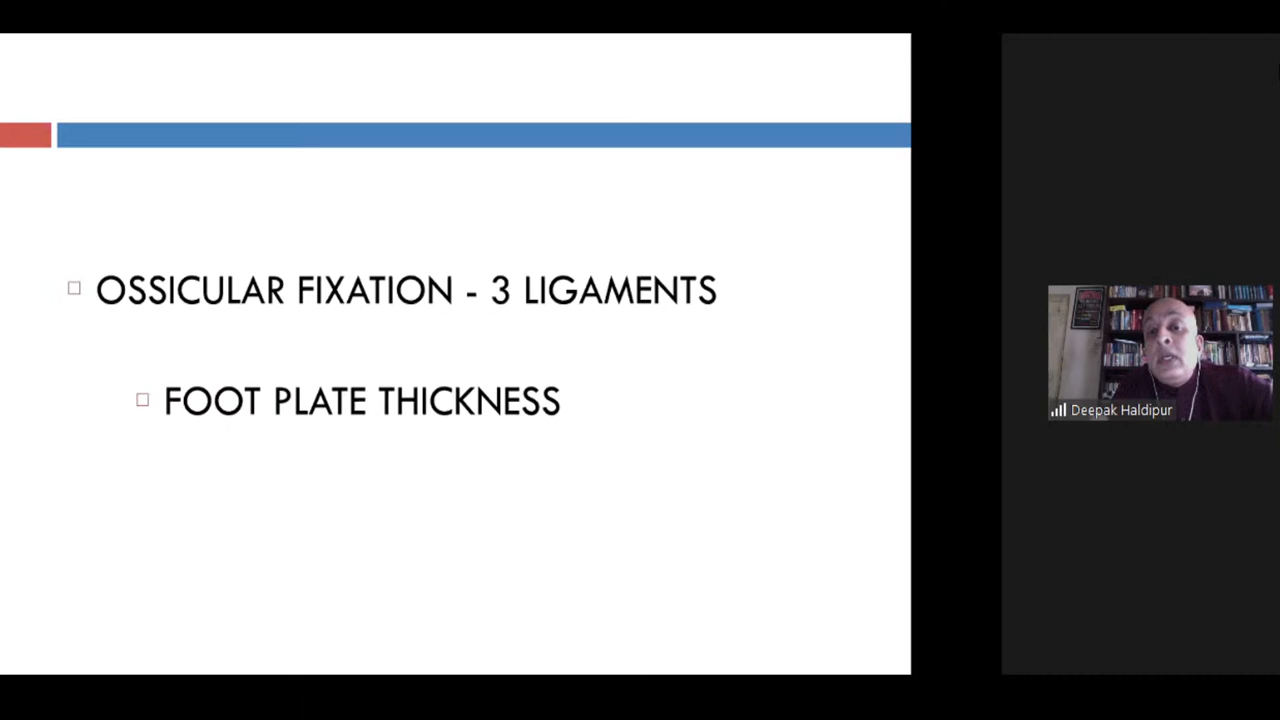 OSSICULAR FIXATION - 3 LIGAMENTS
FOOT PLATE THICKNESS
Deepak Haldipur